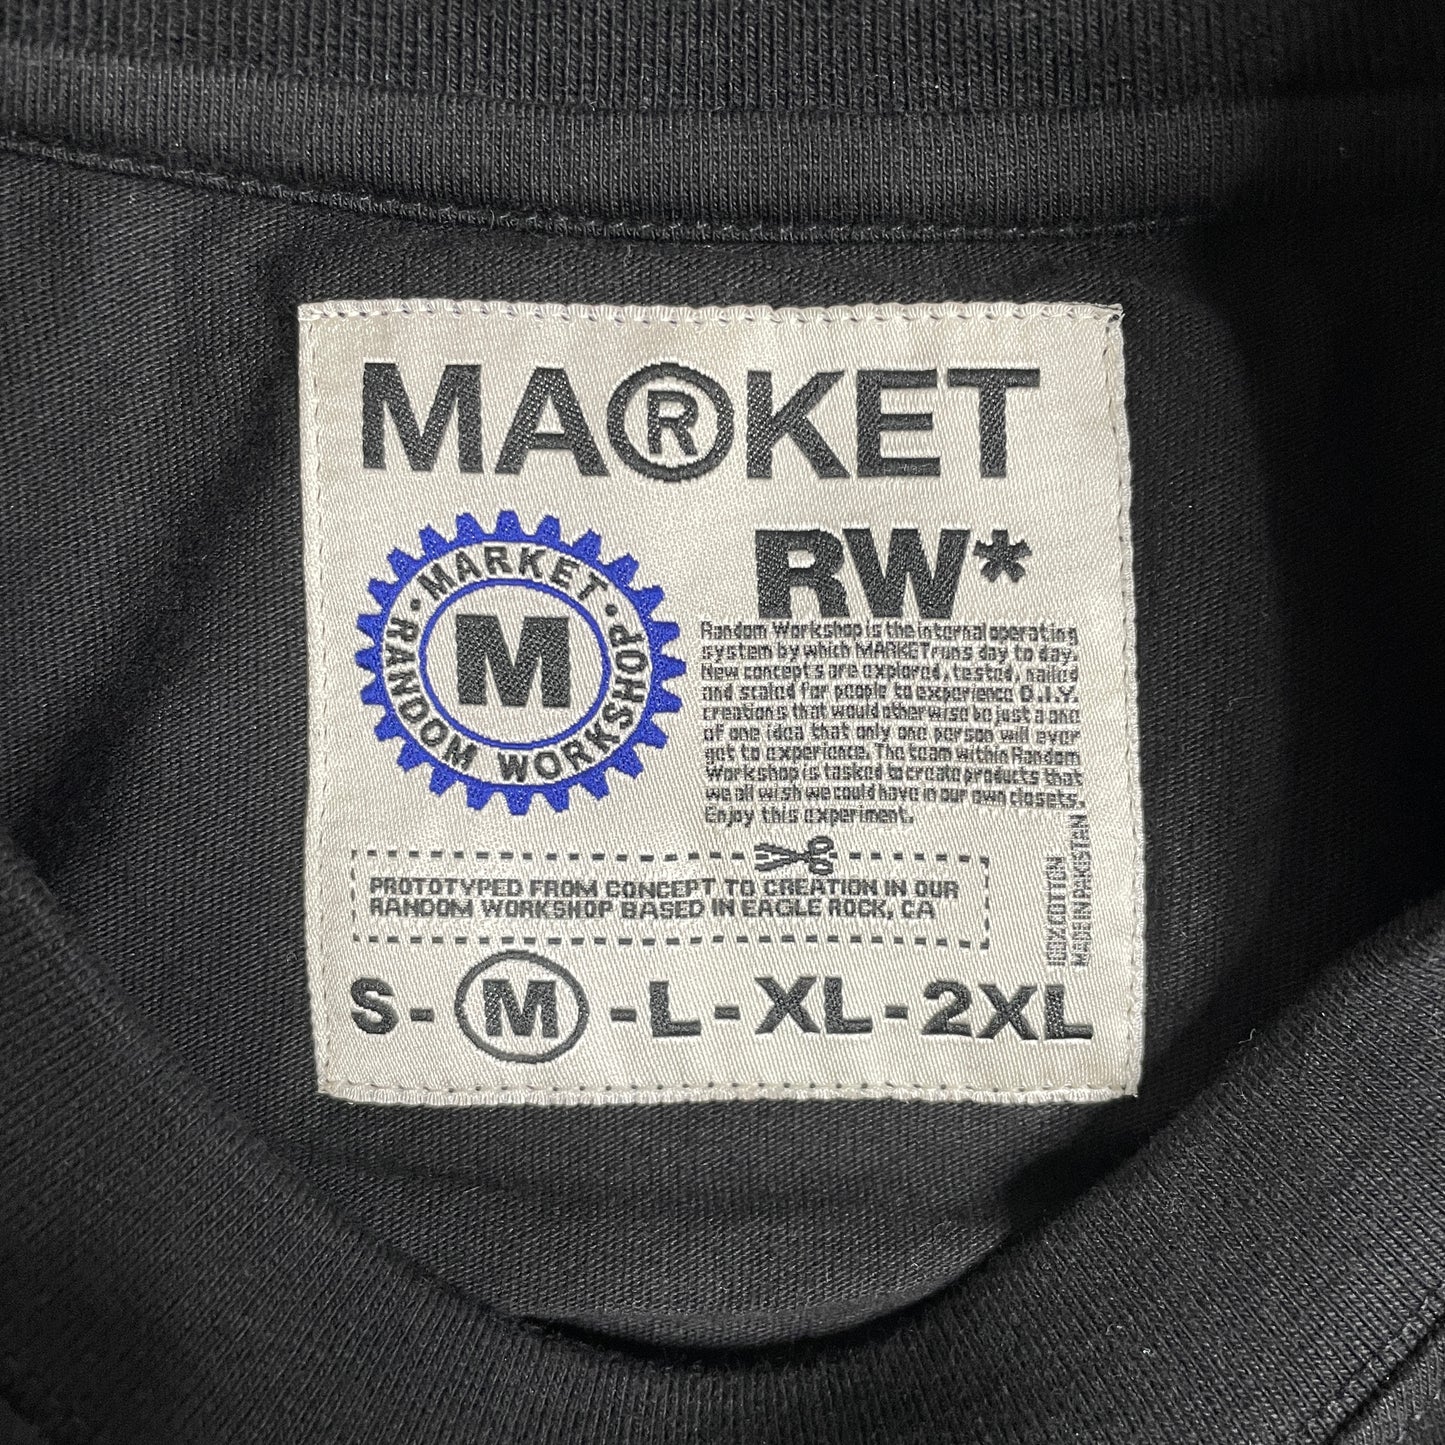 MA®KET
MARKET
M
RANDOM WORKSHOP
RW*
Random Workshop is the internal operating
system by which MARKET runs day to day.
New concepts are explored, tested, nailed
and scaled for people to experience D.I.Y.
creations that would otherwise be just a one
of one idea that only one person will ever
get to experience. The team within Random
Workshop is tasked to create products that
we all wish we could have in our own closets.
Enjoy this experiment.
PROTOTYPED FROM CONCEPT TO CREATION IN OUR
RANDOM WORKSHOP BASED IN EAGLE ROCK, CA
100% COTTON
MADE IN PAKISTAN
S-M-L-XL-2XL